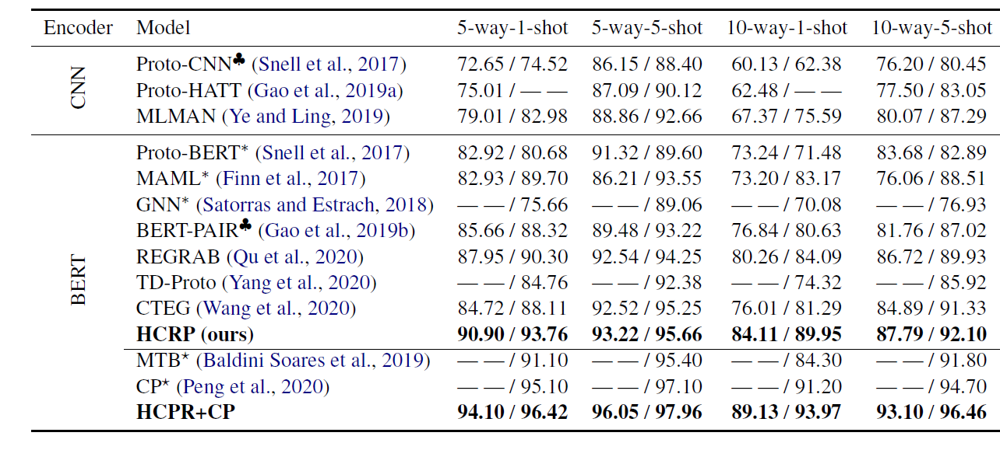 Encoder Model 5-way-1-shot 5-way-5-shot 10-way-1-shot 10-way-5-shot
CNN
Proto-CNN♣ (Snell et al., 2017) 72.65 / 74.52 86.15 / 88.40 60.13 / 62.38 76.20 / 80.45
Proto-HATT (Gao et al., 2019a) 75.01 / — — 87.09 / 90.12 62.48 / — — 77.50 / 83.05
MLMAN (Ye and Ling, 2019) 79.01 / 82.98 88.86 / 92.66 67.37 / 75.59 80.07 / 87.29
BERT
Proto-BERT* (Snell et al., 2017) 82.92 / 80.68 91.32 / 89.60 73.24 / 71.48 83.68 / 82.89
MAML* (Finn et al., 2017) 82.93 / 89.70 86.21 / 93.55 73.20 / 83.17 76.06 / 88.51
GNN* (Satorras and Estrach, 2018) — — / 75.66 — — / 89.06 — — / 70.08 — — / 76.93
BERT-PAIR♣ (Gao et al., 2019b) 85.66 / 88.32 89.48 / 93.22 76.84 / 80.63 81.76 / 87.02
REGRAB (Qu et al., 2020) 87.95 / 90.30 92.54 / 94.25 80.26 / 84.09 86.72 / 89.93
TD-Proto (Yang et al., 2020) — — / 84.76 — — / 92.38 — — / 74.32 — — / 85.92
CTEG (Wang et al., 2020) 84.72 / 88.11 92.52 / 95.25 76.01 / 81.29 84.89 / 91.33
HCRP (ours) 90.90 / 93.76 93.22 / 95.66 84.11 / 89.95 87.79 / 92.10
MTB⋆ (Baldini Soares et al., 2019) — — / 91.10 — — / 95.40 — — / 84.30 — — / 91.80
CP⋆ (Peng et al., 2020) — — / 95.10 — — / 97.10 — — / 91.20 — — / 94.70
HCPR+CP 94.10 / 96.42 96.05 / 97.96 89.13 / 93.97 93.10 / 96.46